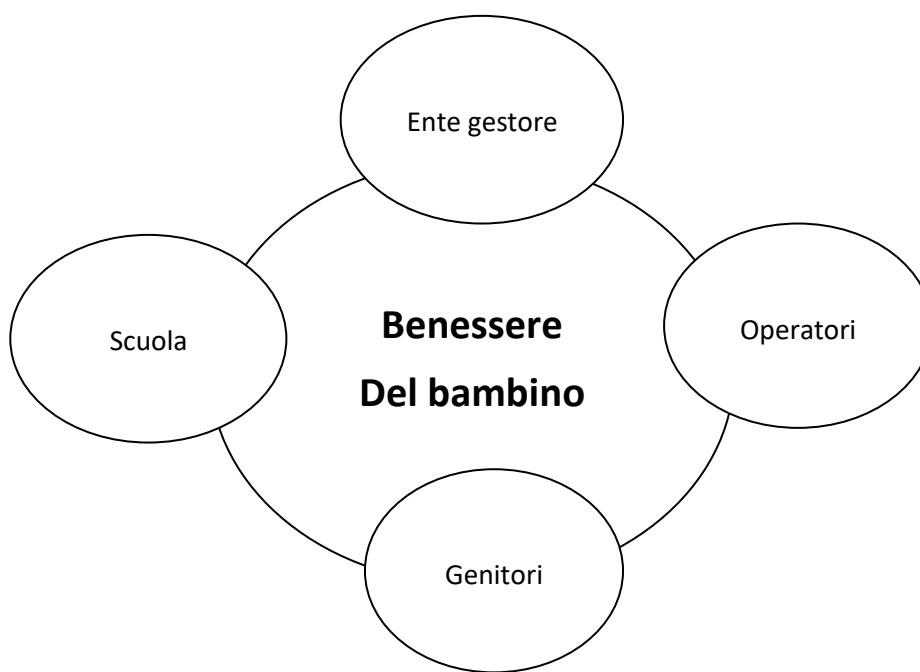 Ente gestore
Scuola
Benessere
Del bambino
Operatori
Genitori